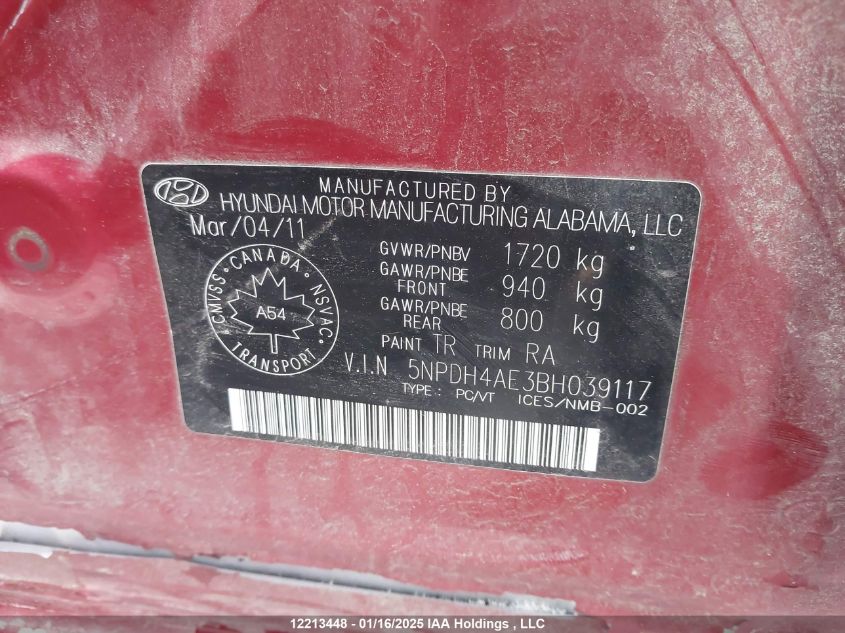 MANUFACTURED BY
HYUNDAI MOTOR MANUFACTURING ALABAMA, LLC
Mar/04/11
GVWR/PNBV 1720 kg
GAWR/PNBE FRONT 940 kg
GAWR/PNBE REAR 800 kg
PAINT TR TRIM RA
CANADA
CMVSS NSVAC
A54
TRANSPORT
V.I.N 5NPDH4AE3BH039117
TYPE: PC/VT ICES/NMB-002
12213448 - 01/16/2025 IAA Holdings , LLC